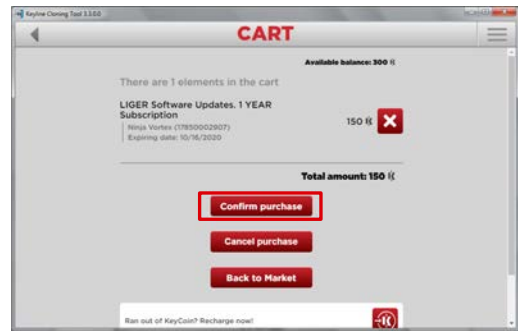 Keyline Cloning Tool 3.3.0.0
CART
Available balance: 300
There are 1 elements in the cart
LIGER Software Updates. 1 YEAR
Subscription
150
Ninja Vortex (17850002907)
Expiring date: 10/16/2020
Total amount: 150
Confirm purchase
Cancel purchase
Back to Market
Ran out of KeyCoin? Recharge now!